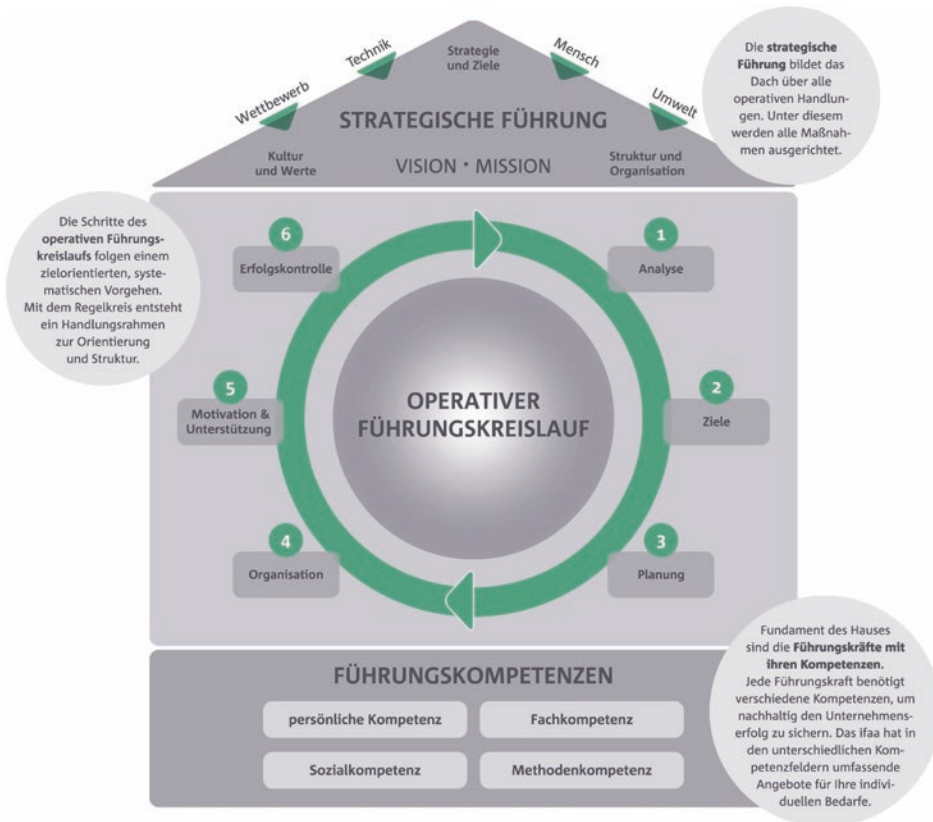 Wettbewerb
Technik
Strategie
und Ziele
Mensch
Umwelt
STRATEGISCHE FÜHRUNG
Kultur
und Werte
VISION • MISSION
Struktur und
Organisation
Die strategische
Führung bildet das
Dach über alle
operativen Handlun-
gen. Unter diesem
werden alle Maßnah-
men ausgerichtet.
Die Schritte des
operativen Führungs-
kreislaufs folgen einem
zielorientierten, syste-
matischen Vorgehen.
Mit dem Regelkreis entsteht
ein Handlungsrahmen
zur Orientierung
und Struktur.
OPERATIVER
FÜHRUNGSKREISLAUF
1
Analyse
2
Ziele
3
Planung
4
Organisation
5
Motivation &
Unterstützung
6
Erfolgskontrolle
FÜHRUNGSKOMPETENZEN
persönliche Kompetenz
Fachkompetenz
Sozialkompetenz
Methodenkompetenz
Fundament des Hauses
sind die Führungskräfte mit
ihren Kompetenzen.
Jede Führungskraft benötigt
verschiedene Kompetenzen, um
nachhaltig den Unternehmens-
erfolg zu sichern. Das ifaa hat in
den unterschiedlichen Kom-
petenzfeldern umfassende
Angebote für Ihre indivi-
duellen Bedarfe.